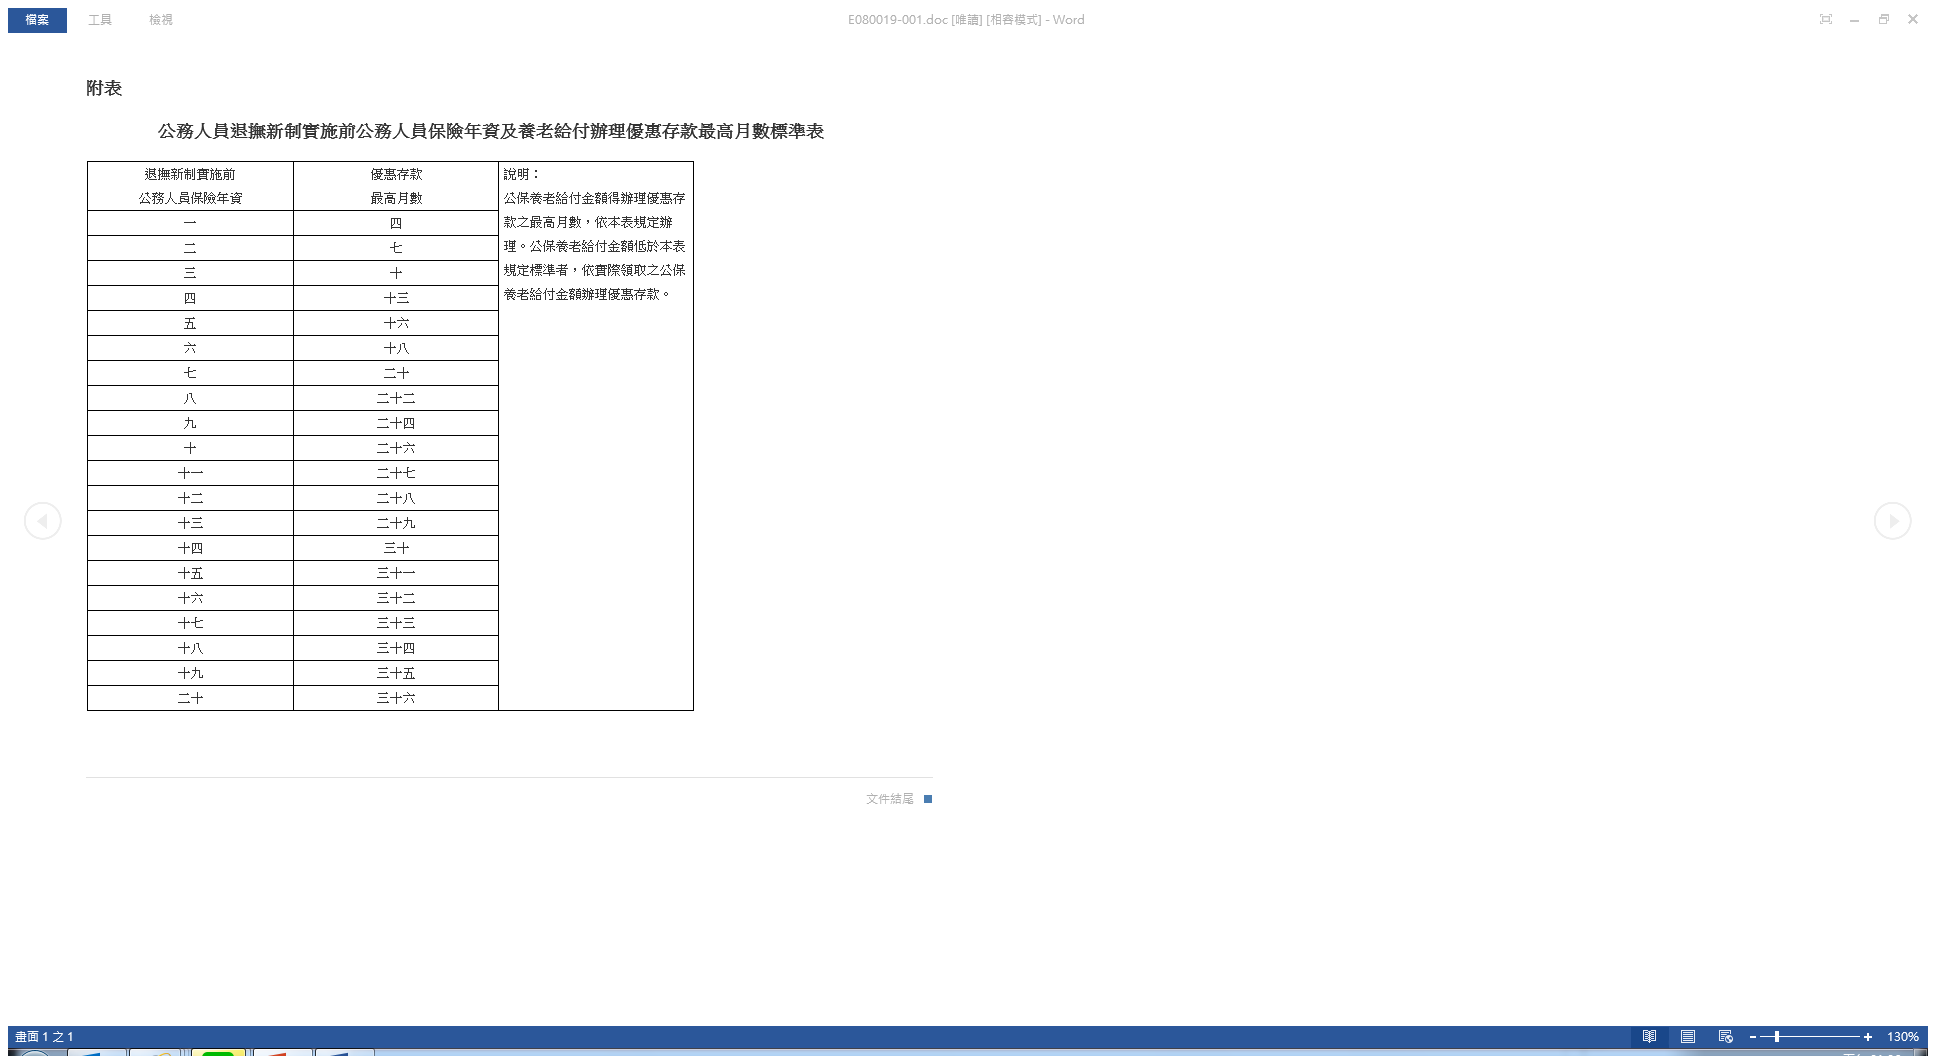 檔案 工具 檢視 E080019-001.doc [唯讀] [相容模式] - Word
附表
公務人員退撫新制實施前公務人員保險年資及養老給付辦理優惠存款最高月數標準表
退撫新制實施前
公務人員保險年資
優惠存款
最高月數
說明：
公保養老給付金額得辦理優惠存
款之最高月數，依本表規定辦
理。公保養老給付金額低於本表
規定標準者，依實際領取之公保
養老給付金額辦理優惠存款。
一 四
二 七
三 十
四 十三
五 十六
六 十八
七 二十
八 二十二
九 二十四
十 二十六
十一 二十七
十二 二十八
十三 二十九
十四 三十
十五 三十一
十六 三十二
十七 三十三
十八 三十四
十九 三十五
二十 三十六
文件結尾
畫面 1 之 1 130%